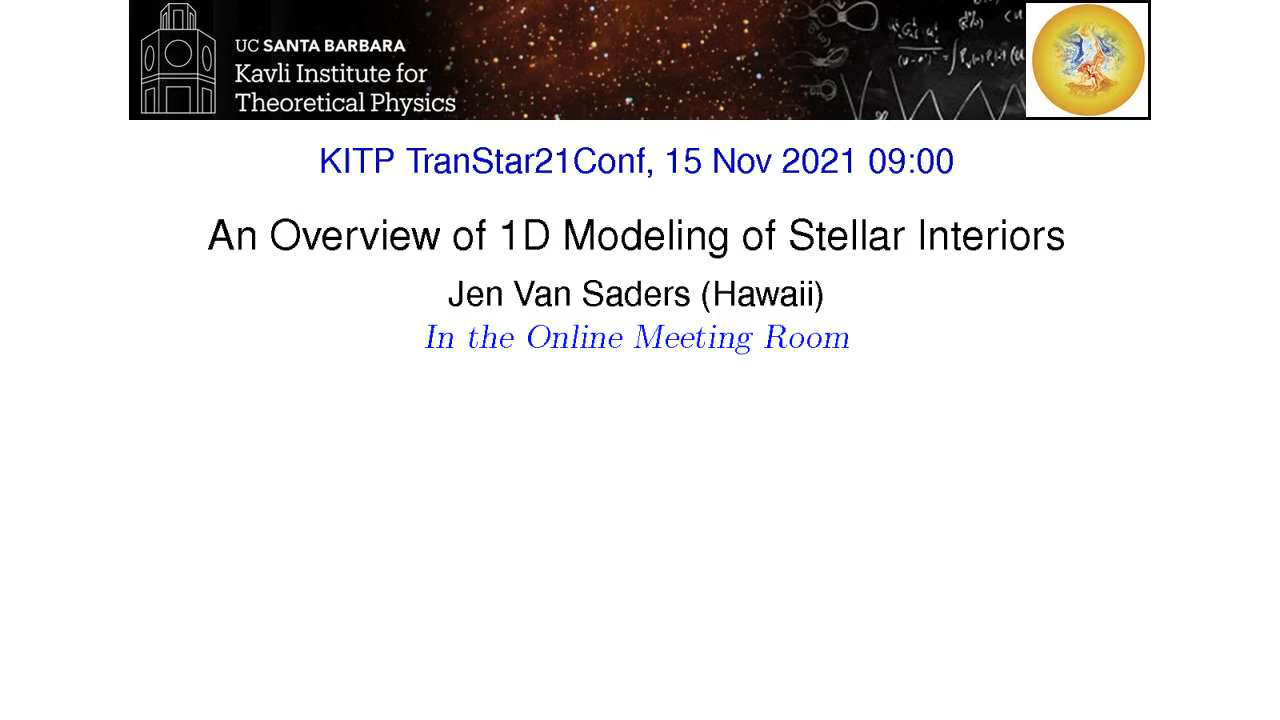 UC SANTA BARBARA
Kavli Institute for
Theoretical Physics
KITP TranStar21Conf, 15 Nov 2021 09:00
An Overview of 1D Modeling of Stellar Interiors
Jen Van Saders (Hawaii)
In the Online Meeting Room